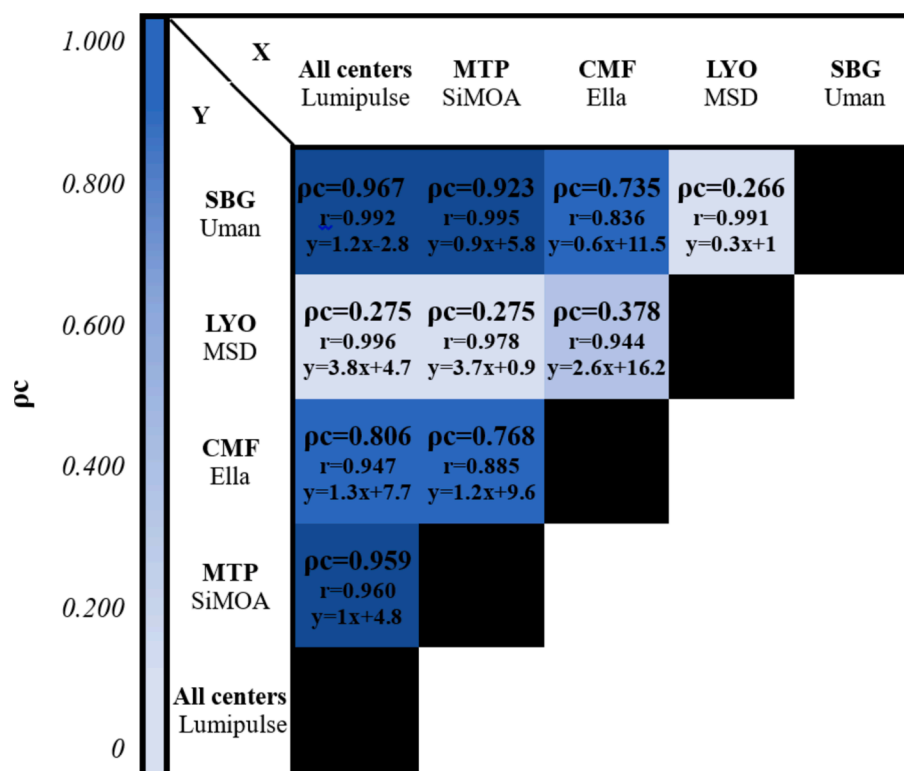 1.000
0.800
0.600
0.400
0.200
0
ρc
X
Y
All centers
Lumipulse
MTP
SiMOA
CMF
Ella
LYO
MSD
SBG
Uman
SBG
Uman
ρc=0.967
r=0.992
y=1.2x-2.8
ρc=0.923
r=0.995
y=0.9x+5.8
ρc=0.735
r=0.836
y=0.6x+11.5
ρc=0.266
r=0.991
y=0.3x+1
LYO
MSD
ρc=0.275
r=0.996
y=3.8x+4.7
ρc=0.275
r=0.978
y=3.7x+0.9
ρc=0.378
r=0.944
y=2.6x+16.2
CMF
Ella
ρc=0.806
r=0.947
y=1.3x+7.7
ρc=0.768
r=0.885
y=1.2x+9.6
MTP
SiMOA
ρc=0.959
r=0.960
y=1x+4.8
All centers
Lumipulse